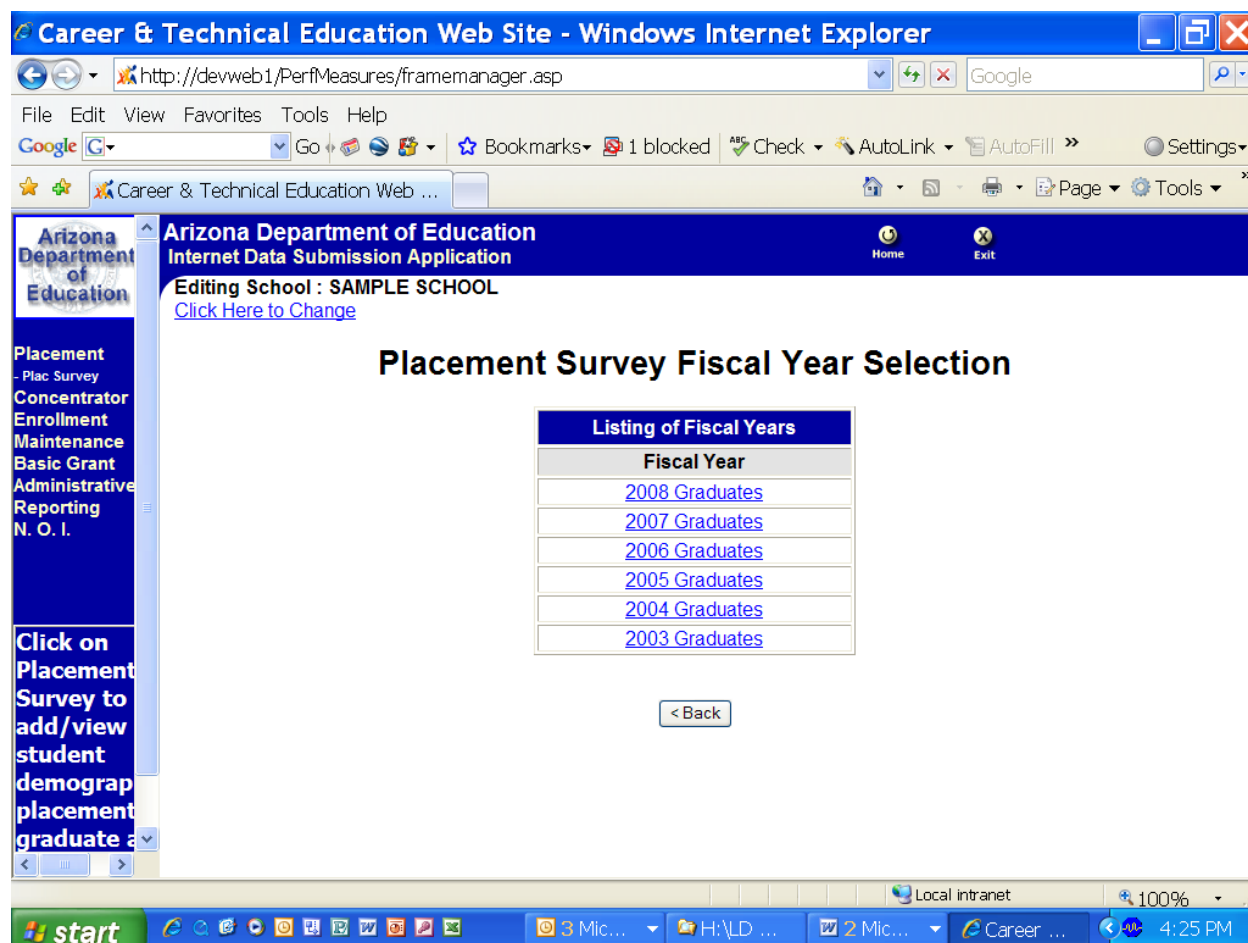 Career & Technical Education Web Site - Windows Internet Explorer
http://devweb1/PerfMeasures/framemanager.asp
Google
File Edit View Favorites Tools Help
Google G Go Bookmarks 1 blocked Check AutoLink AutoFill » Settings
Career & Technical Education Web ...
Page Tools »
Arizona
Department
of
Education
Arizona Department of Education
Internet Data Submission Application
Home Exit
Editing School : SAMPLE SCHOOL
Click Here to Change
Placement
- Plac Survey
Concentrator
Enrollment
Maintenance
Basic Grant
Administrative
Reporting
N. O. I.
Click on
Placement
Survey to
add/view
student
demograp
placement
graduate a
Placement Survey Fiscal Year Selection
Listing of Fiscal Years
Fiscal Year
2008 Graduates
2007 Graduates
2006 Graduates
2005 Graduates
2004 Graduates
2003 Graduates
< Back
Local intranet 100%
start 3 Mic... H:\LD ... 2 Mic... Career ... 4:25 PM